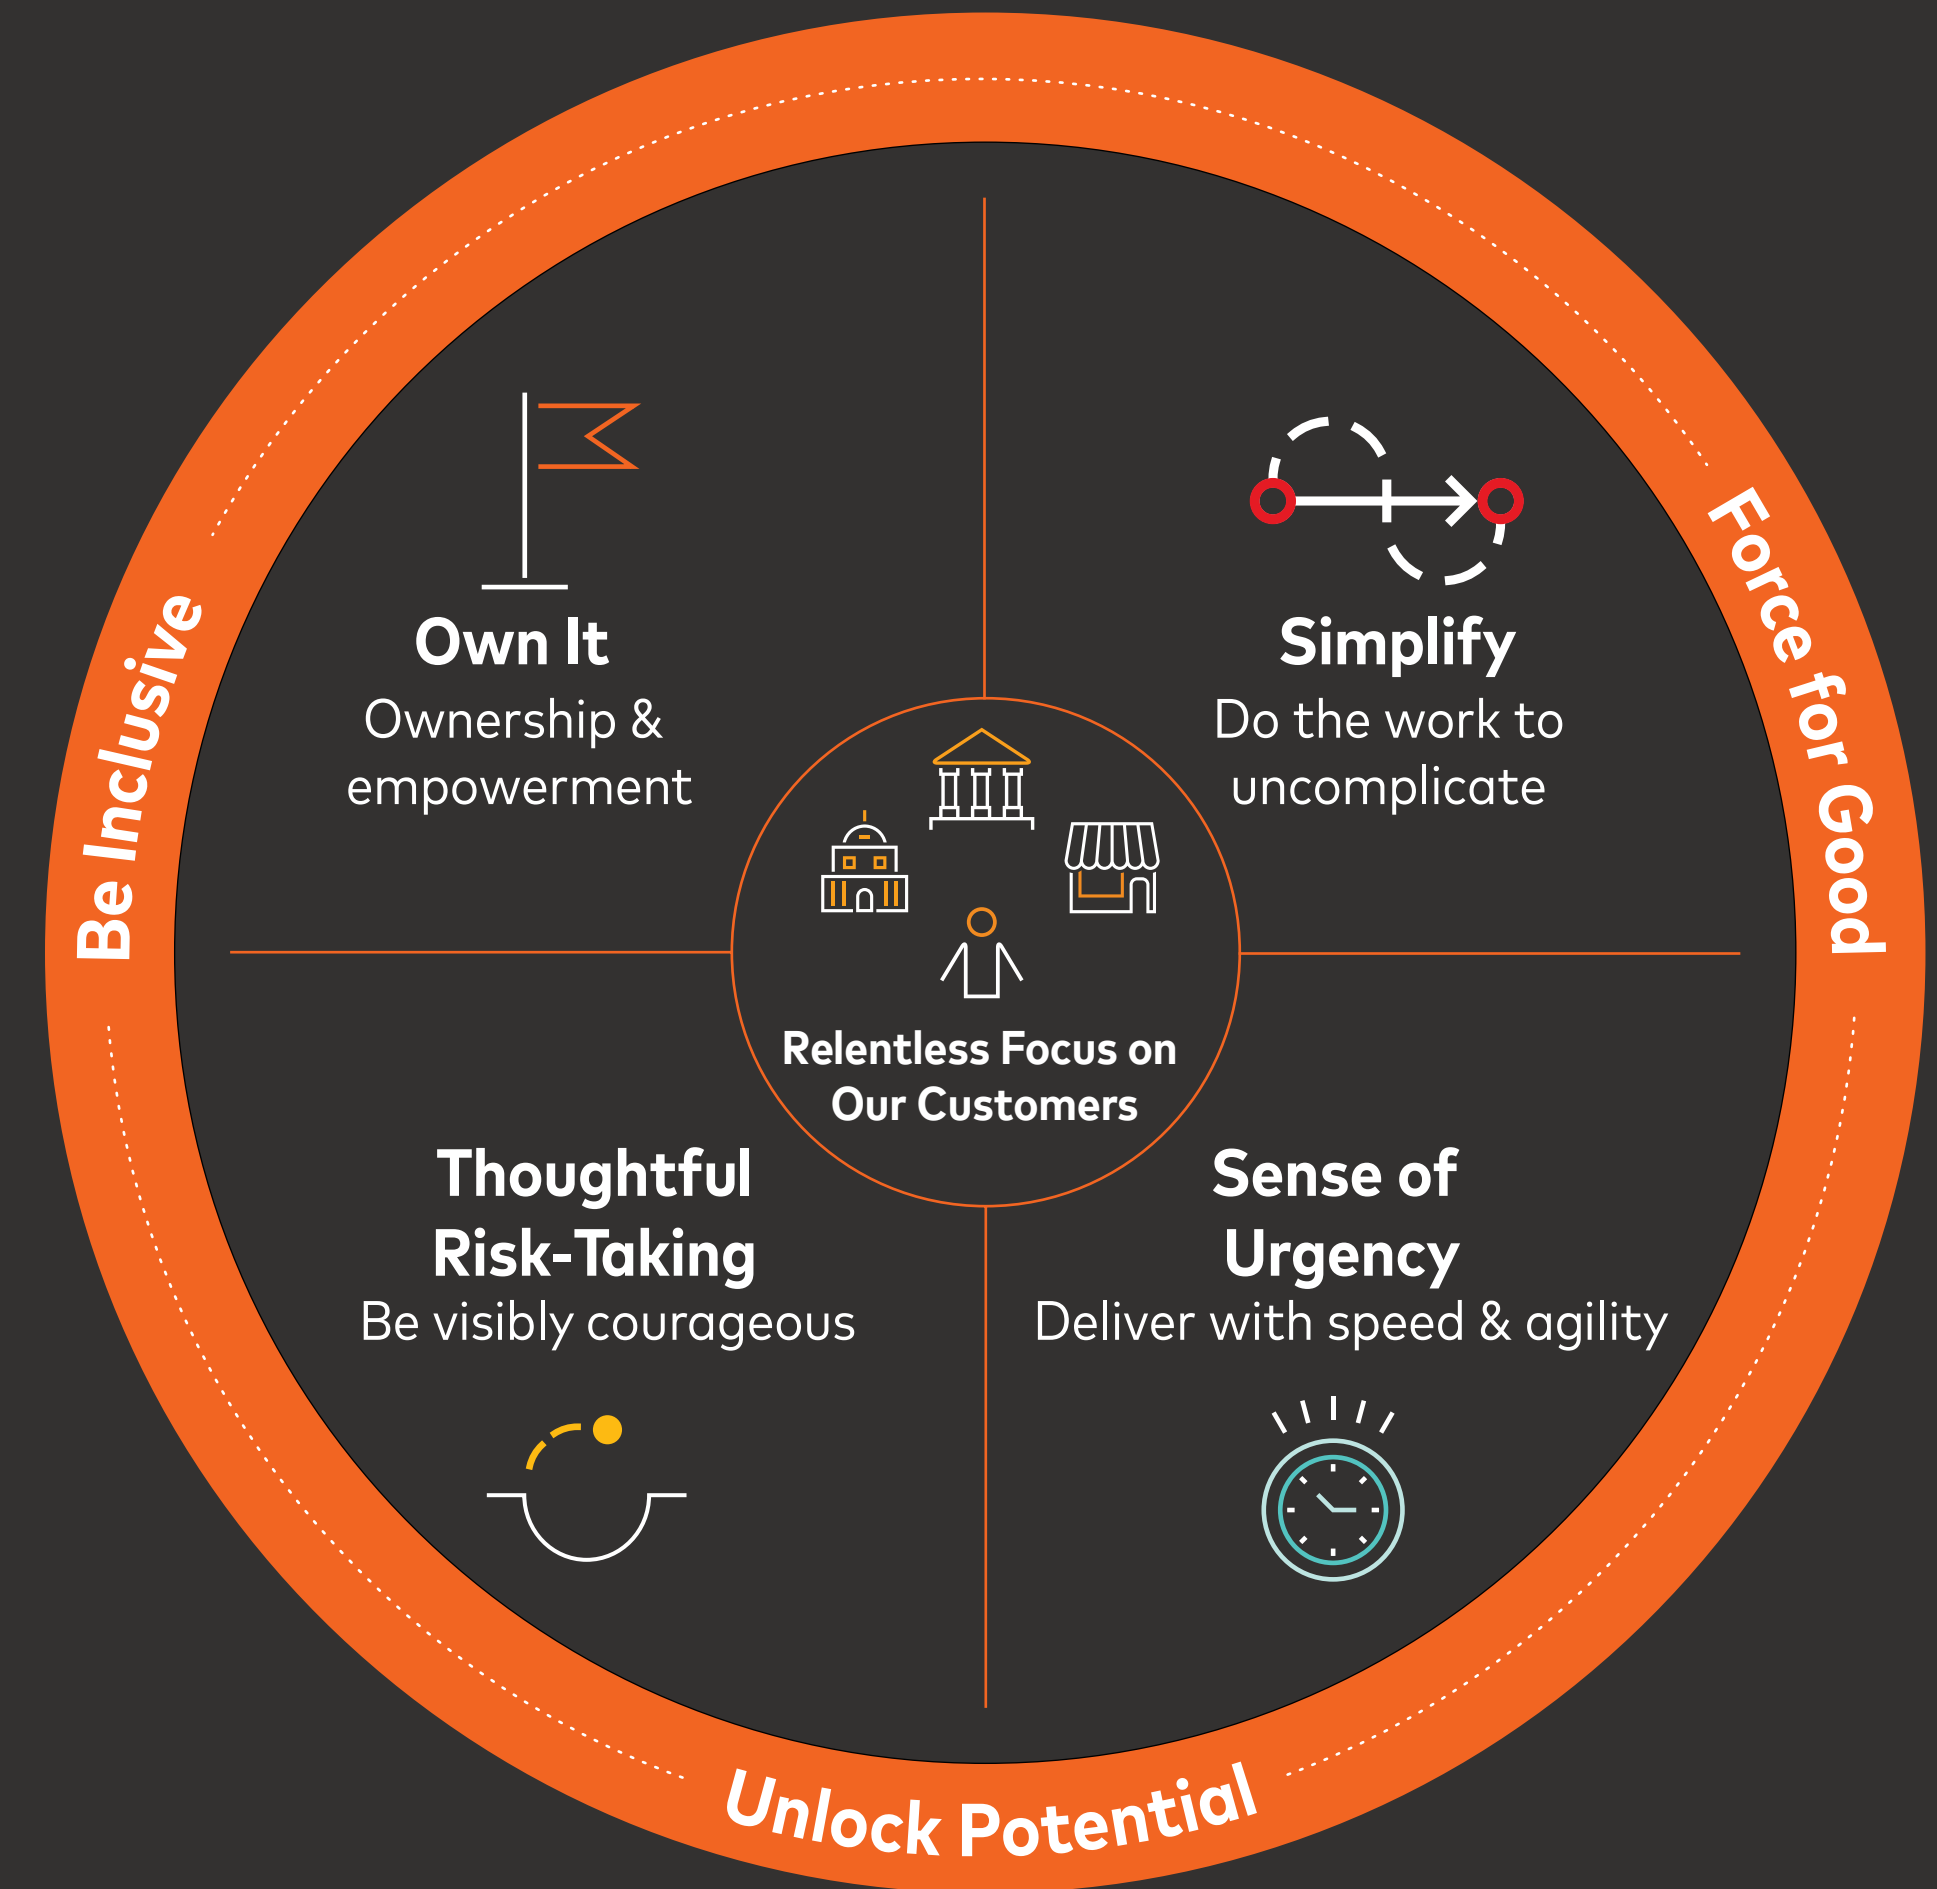 Be Inclusive
Force for Good
Own It
Ownership &
empowerment
Simplify
Do the work to
uncomplicate
Relentless Focus on
Our Customers
Thoughtful
Risk-Taking
Be visibly courageous
Sense of
Urgency
Deliver with speed & agility
Unlock Potential